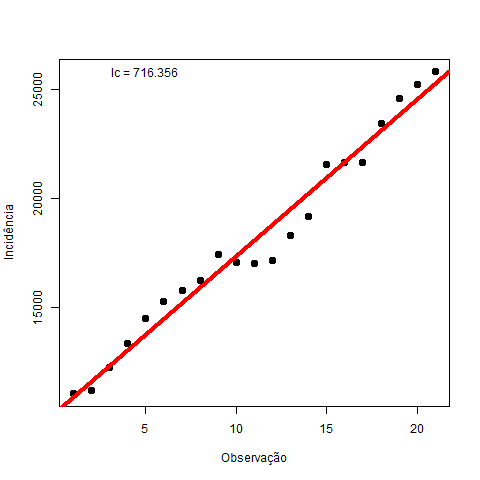 Ic = 716.356
25000
20000
15000
Incidência
5 10 15 20
Observação